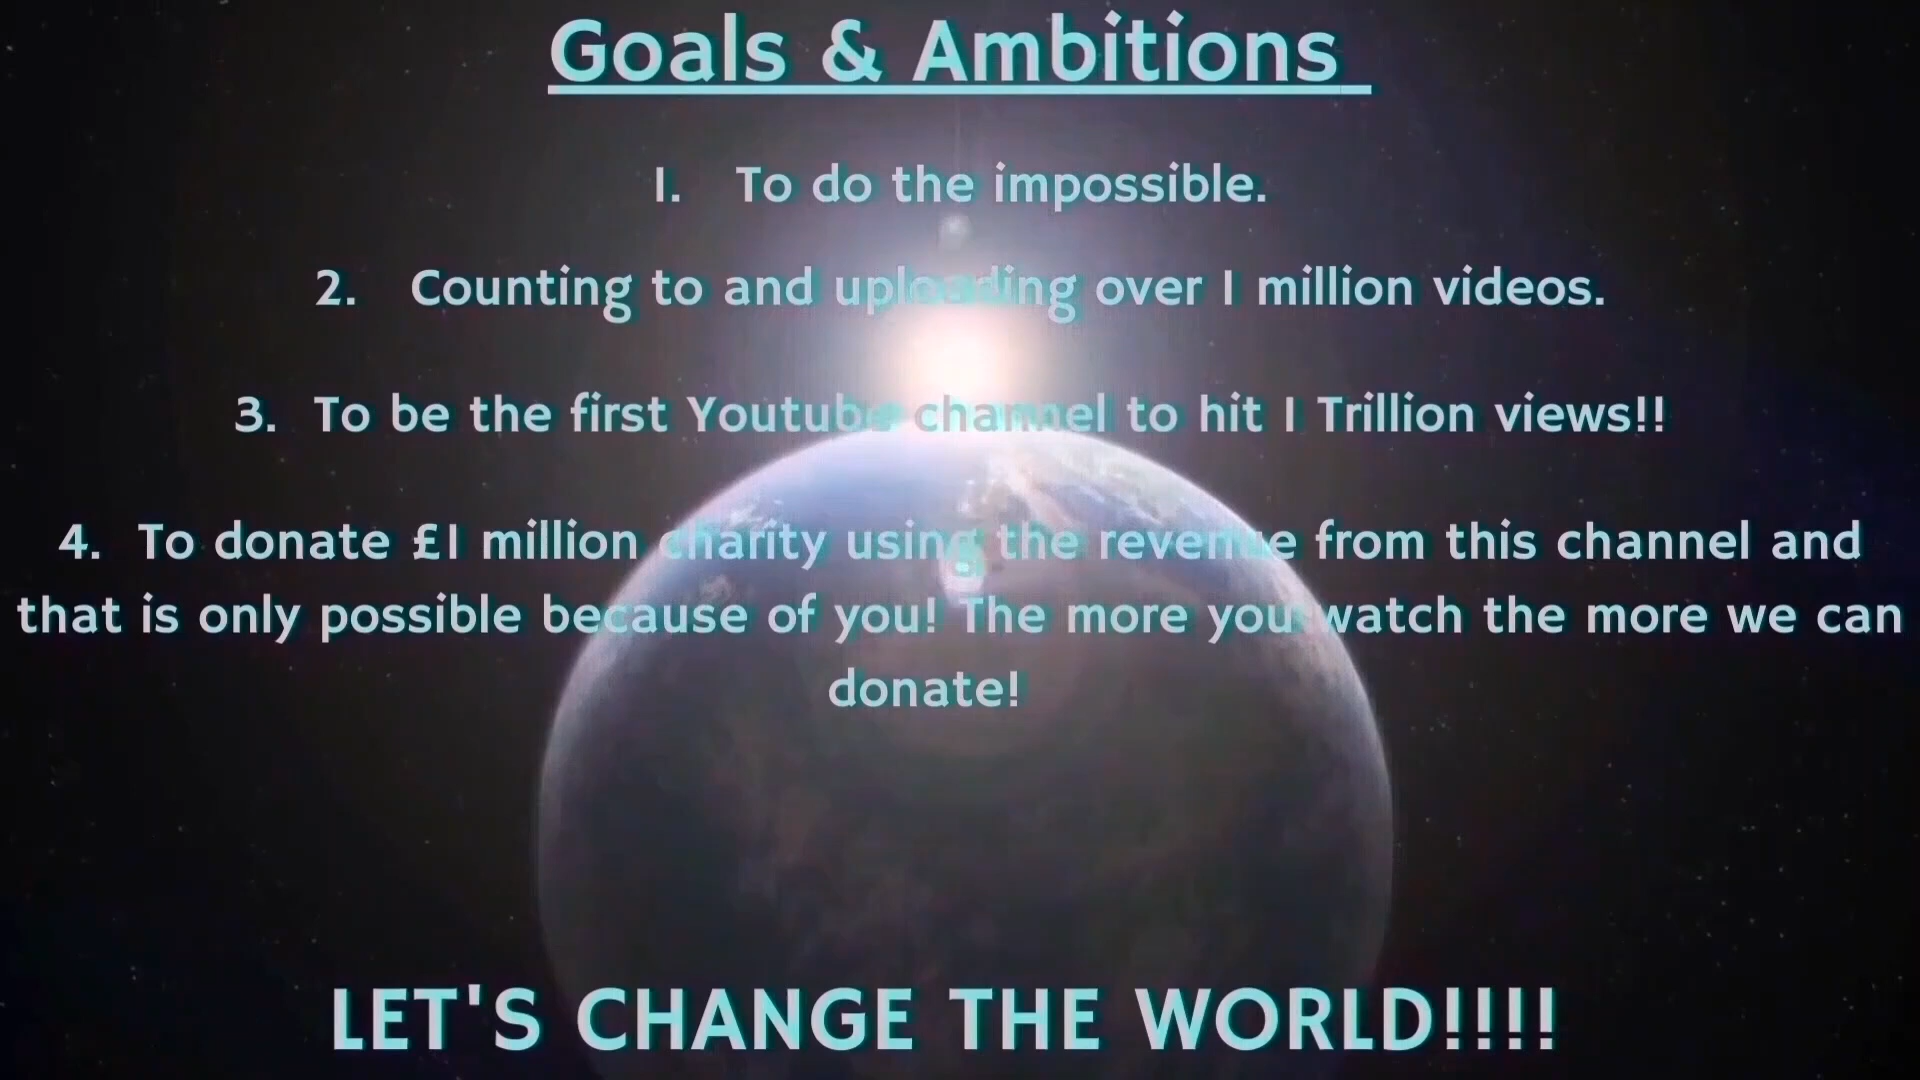 Goals & Ambitions
1. To do the impossible.
2. Counting to and uploading over 1 million videos.
3. To be the first Youtube channel to hit 1 Trillion views!!
4. To donate £1 million charity using the revenue from this channel and
that is only possible because of you! The more you watch the more we can
donate!
LET'S CHANGE THE WORLD!!!!